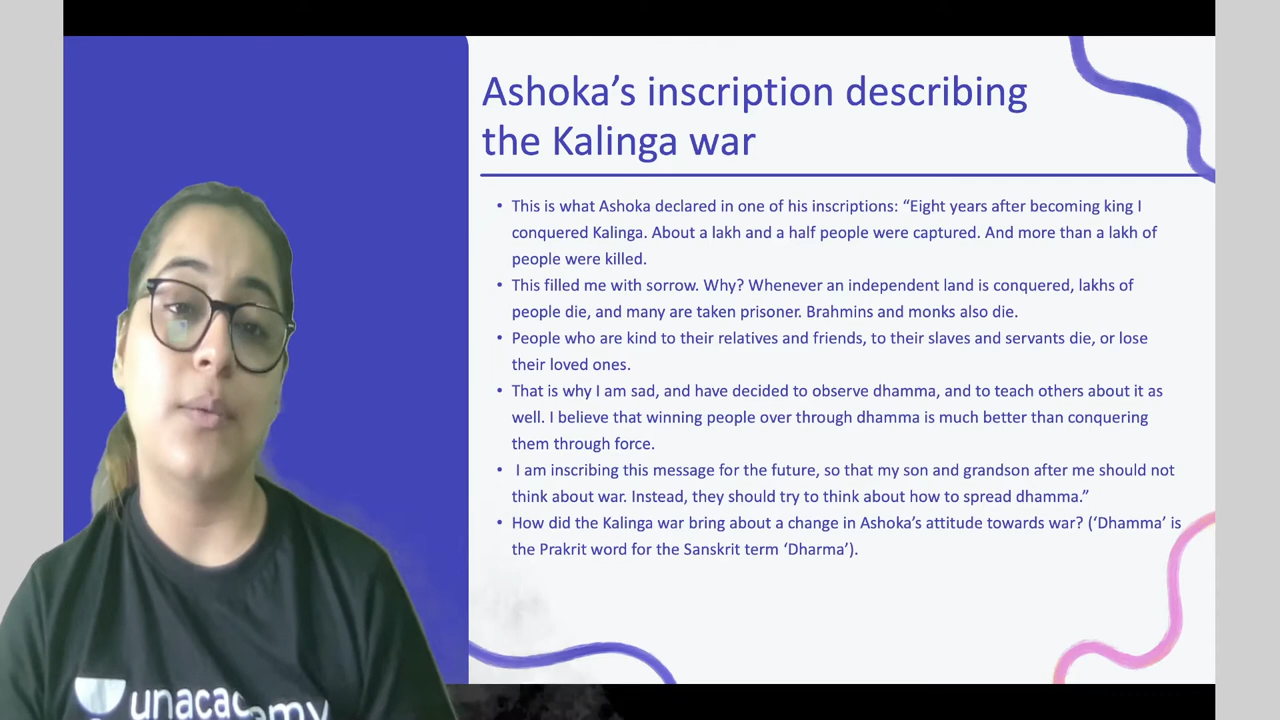 Ashoka’s inscription describing
the Kalinga war
• This is what Ashoka declared in one of his inscriptions: “Eight years after becoming king I
conquered Kalinga. About a lakh and a half people were captured. And more than a lakh of
people were killed.
• This filled me with sorrow. Why? Whenever an independent land is conquered, lakhs of
people die, and many are taken prisoner. Brahmins and monks also die.
• People who are kind to their relatives and friends, to their slaves and servants die, or lose
their loved ones.
• That is why I am sad, and have decided to observe dhamma, and to teach others about it as
well. I believe that winning people over through dhamma is much better than conquering
them through force.
• I am inscribing this message for the future, so that my son and grandson after me should not
think about war. Instead, they should try to think about how to spread dhamma.”
• How did the Kalinga war bring about a change in Ashoka’s attitude towards war? (‘Dhamma’ is
the Prakrit word for the Sanskrit term ‘Dharma’).
unacademy